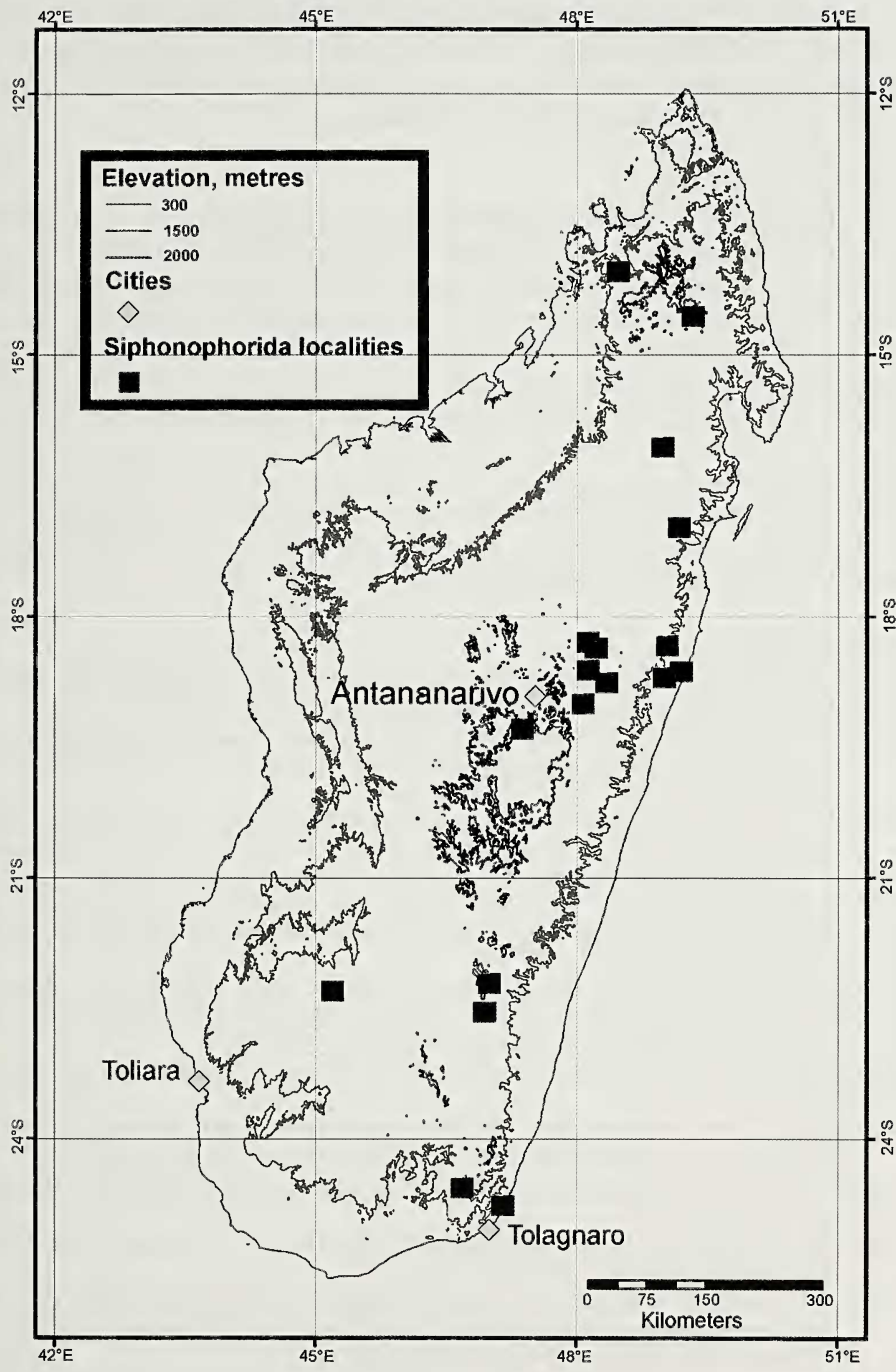 42°E 45°E 48°E 51°E
12°S 12°S
Elevation, metres
300
1500
2000
Cities
Siphonophorida localities
15°S 15°S
18°S 18°S
Antananarivo
21°S 21°S
Toliara
24°S 24°S
Tolagnaro
0 75 150 300
Kilometers
42°E 45°E 48°E 51°E